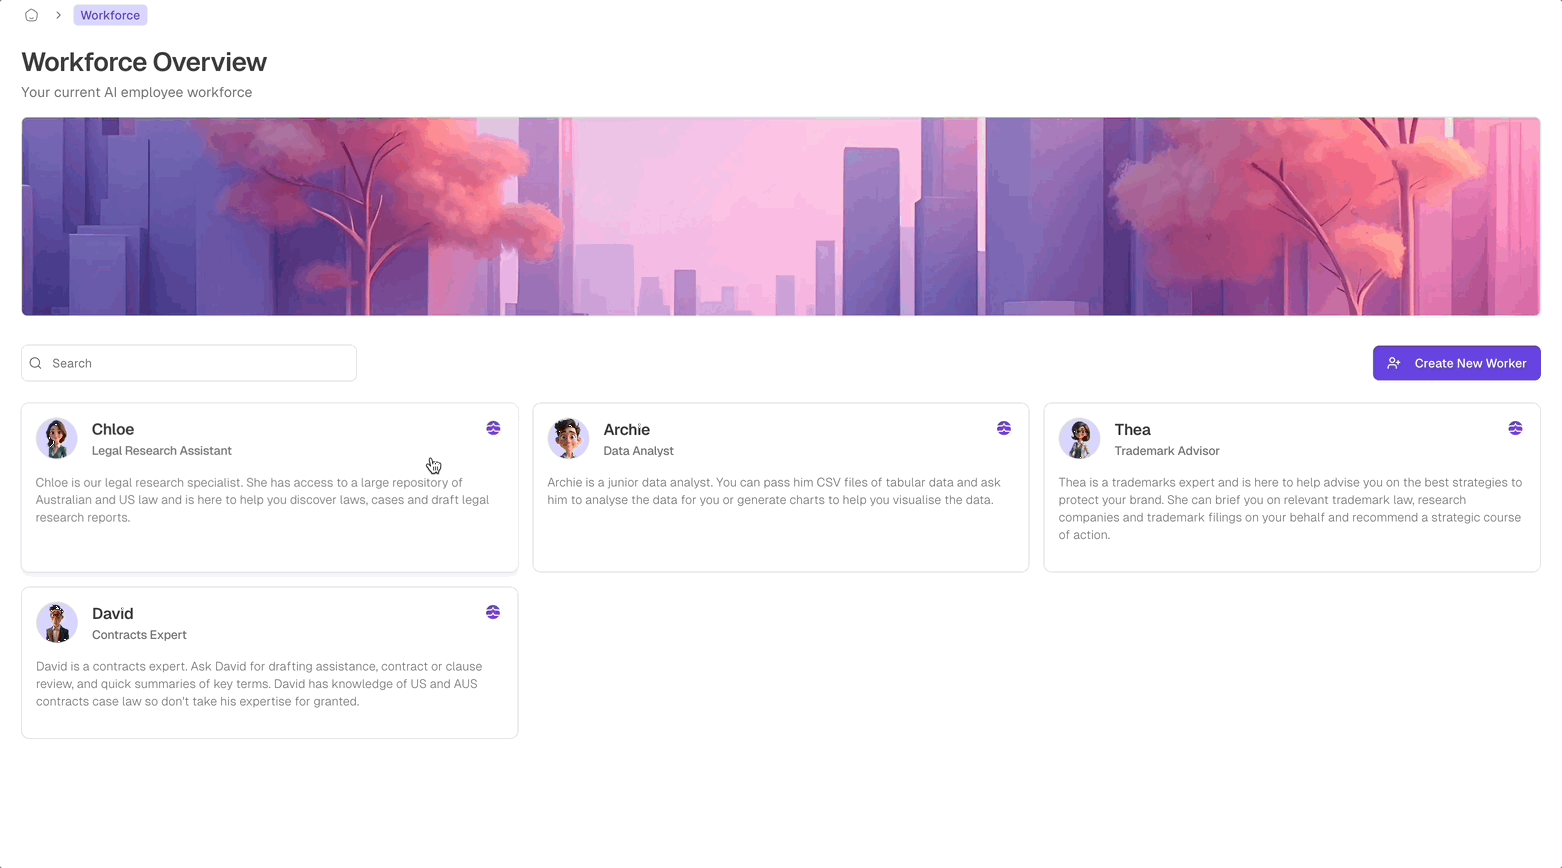 Workforce
Workforce Overview
Your current AI employee workforce
Search
Create New Worker
Chloe
Legal Research Assistant
Chloe is our legal research specialist. She has access to a large repository of
Australian and US law and is here to help you discover laws, cases and draft legal
research reports.
Archie
Data Analyst
Archie is a junior data analyst. You can pass him CSV files of tabular data and ask
him to analyse the data for you or generate charts to help you visualise the data.
Thea
Trademark Advisor
Thea is a trademarks expert and is here to help advise you on the best strategies to
protect your brand. She can brief you on relevant trademark law, research
companies and trademark filings on your behalf and recommend a strategic course
of action.
David
Contracts Expert
David is a contracts expert. Ask David for drafting assistance, contract or clause
review, and quick summaries of key terms. David has knowledge of US and AUS
contracts case law so don't take his expertise for granted.